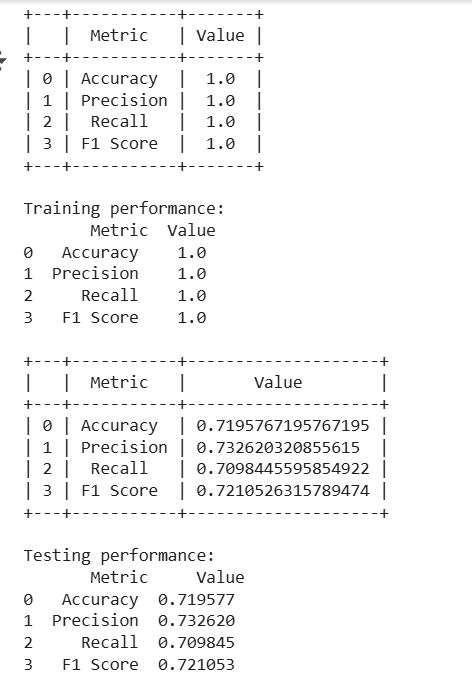 +---+-----------+-------+
|   |  Metric   | Value |
+---+-----------+-------+
| 0 | Accuracy  |  1.0  |
| 1 | Precision |  1.0  |
| 2 |  Recall   |  1.0  |
| 3 | F1 Score  |  1.0  |
+---+-----------+-------+
Training performance:
       Metric  Value
0   Accuracy    1.0
1  Precision    1.0
2     Recall    1.0
3   F1 Score    1.0
+---+-----------+--------------------+
|   |  Metric   |       Value        |
+---+-----------+--------------------+
| 0 | Accuracy  | 0.7195767195767195 |
| 1 | Precision | 0.732620320855615  |
| 2 |  Recall   | 0.7098445595854922 |
| 3 | F1 Score  | 0.7210526315789474 |
+---+-----------+--------------------+
Testing performance:
       Metric     Value
0   Accuracy  0.719577
1  Precision  0.732620
2     Recall  0.709845
3   F1 Score  0.721053